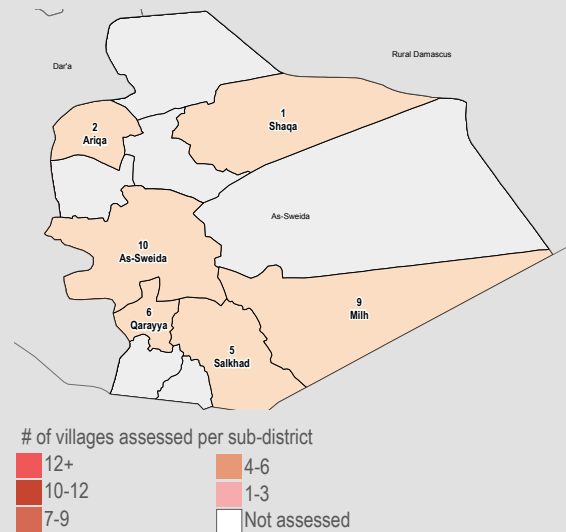 Rural Damascus
Dar'a
1
Shaqa
2
Ariqa
As-Sweida
10
As-Sweida
9
Milh
6
Qarayya
5
Salkhad
# of villages assessed per sub-district
12+
4-6
10-12
1-3
7-9
Not assessed